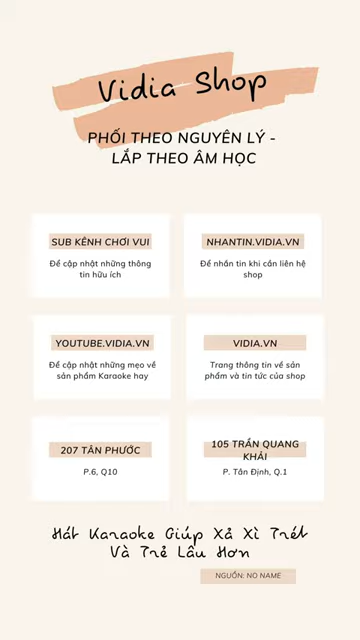 Vidia Shop
PHỐI THEO NGUYÊN LÝ -
LẮP THEO ÂM HỌC
SUB KÊNH CHƠI VUI
Để cập nhật những thông
tin hữu ích
NHANTIN.VIDIA.VN
Để nhắn tin khi cần liên hệ
shop
YOUTUBE.VIDIA.VN
Để cập nhật những mẹo về
sản phẩm Karaoke hay
VIDIA.VN
Trang thông tin về sản
phẩm và tin tức của shop
207 TÂN PHƯỚC
P.6, Q10
105 TRẦN QUANG
KHẢI
P. Tân Định, Q.1
Hát Karaoke Giúp Xả Xì Trét
Và Trẻ Lâu Hơn
NGUỒN: NO NAME